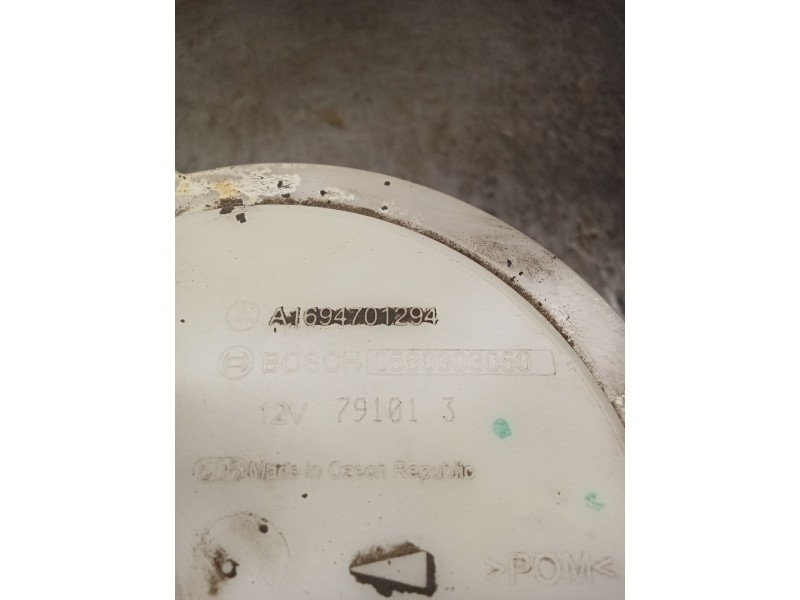 A1694701294
BOSCH 0580303050
12V 79101 3
Made in Czech Republic
>POM<